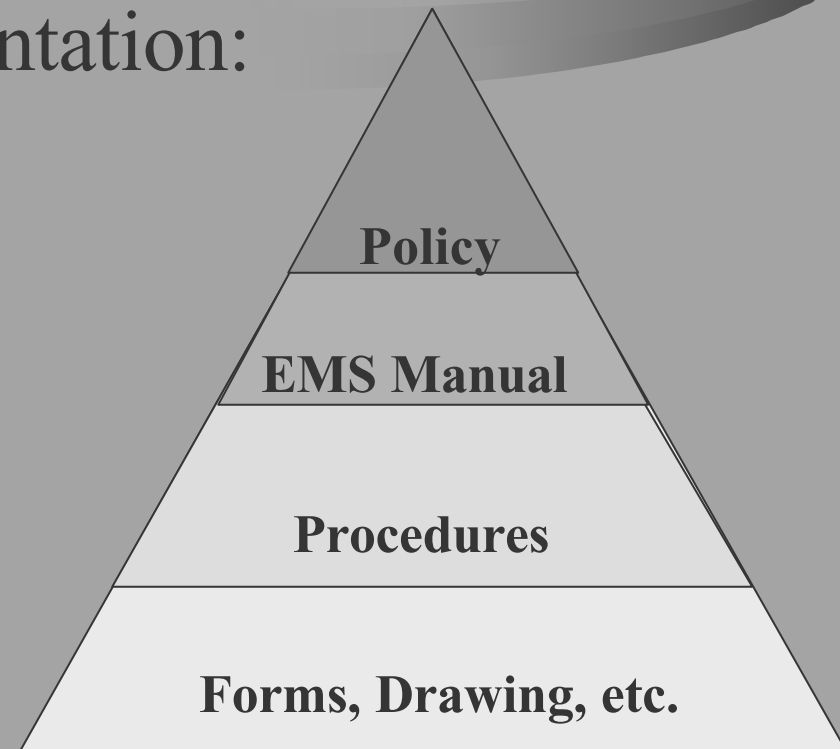 ntation:
Policy
EMS Manual
Procedures
Forms, Drawing, etc.